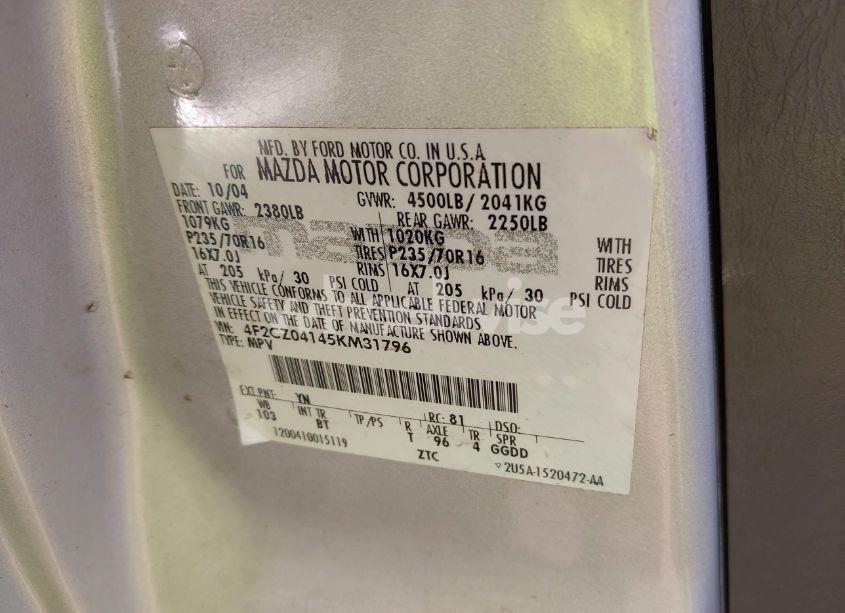 MFD. BY FORD MOTOR CO. IN U.S.A
FOR MAZDA MOTOR CORPORATION
DATE: 10/04 GVWR: 4500LB/ 2041KG
FRONT GAWR: 2380LB REAR GAWR: 2250LB
1079KG WITH 1020KG WITH
P235/70R16 TIRES P235/70R16 TIRES
16X7.0J RIMS 16X7.0J RIMS
AT 205 kPa/ 30 PSI COLD AT 205 kPa/ 30 PSI COLD
THIS VEHICLE CONFORMS TO ALL APPLICABLE FEDERAL MOTOR
VEHICLE SAFETY AND THEFT PREVENTION STANDARDS
IN EFFECT ON THE DATE OF MANUFACTURE SHOWN ABOVE.
VIN: 4F2CZ04145KM31796
TYPE: MPV
EXT PNT: YN RC: 81 DSO:
WB INT TR TP/PS R AXLE TR SPR
103 BT T 96 4 GGDD
1200410015119 ZTC 2U5A-1520472-AA